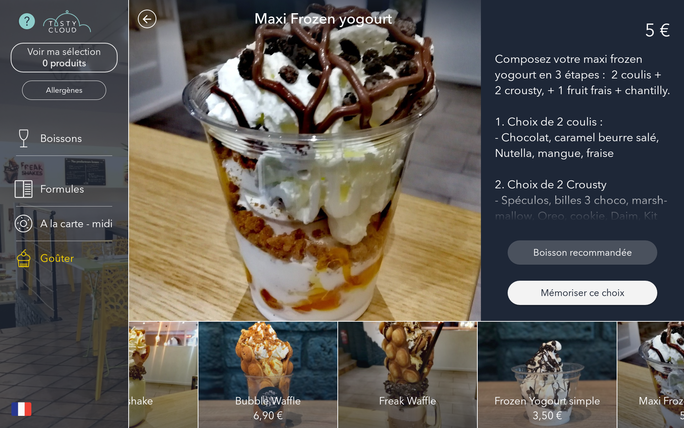 ?
TASTY
CLOUD
Voir ma sélection
0 produits
Allergènes
Boissons
Formules
A la carte - midi
Goûter
Maxi Frozen yogourt
5 €
Composez votre maxi frozen
yogourt en 3 étapes : 2 coulis +
2 crousty, + 1 fruit frais + chantilly.
1. Choix de 2 coulis :
- Chocolat, caramel beurre salé,
Nutella, mangue, fraise
2. Choix de 2 Crousty
- Spéculos, billes 3 choco, marsh-
mallow, Oreo, cookie, Daim, Kit
Boisson recommandée
Mémoriser ce choix
shake
Bubble Waffle
6,90 €
Freak Waffle
Frozen Yogourt simple
3,50 €
Maxi Froz
5